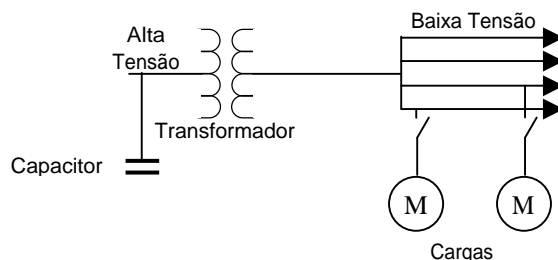 Alta
Tensão
Baixa Tensão
Transformador
Capacitor
M M
Cargas